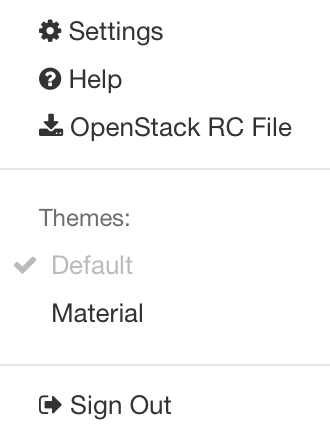 Settings
Help
OpenStack RC File
Themes:
Default
Material
Sign Out